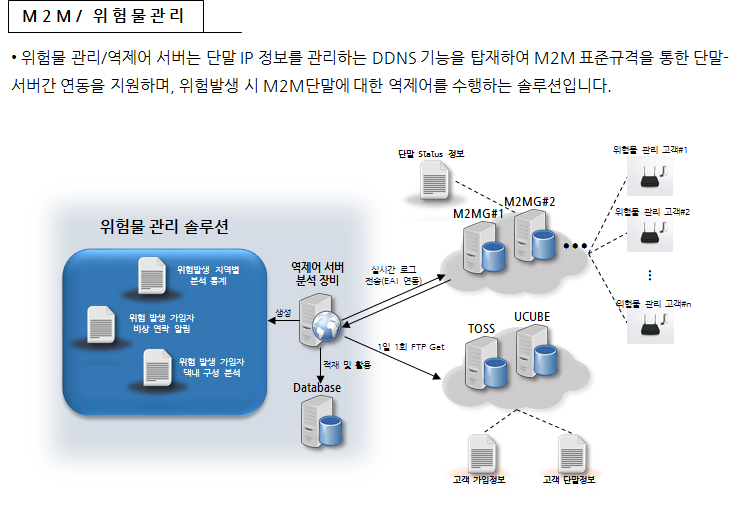 M2M/ 위험물관리
• 위험물 관리/역제어 서버는 단말 IP 정보를 관리하는 DDNS 기능을 탑재하여 M2M 표준규격을 통한 단말-
서버간 연동을 지원하며, 위험발생 시 M2M단말에 대한 역제어를 수행하는 솔루션입니다.
단말 Status 정보
위험물 관리 고객#1
M2MG#2
M2MG#1
위험물 관리 고객#2
위험물 관리 고객#n
위험물 관리 솔루션
위험발생 지역별
분석 통계
위험 발생 가입자
비상 연락 알림
위험 발생 가입자
댁내 구성 분석
역제어 서버
분석 장비
실시간 로그
전송(EAI 연동)
생성
1일 1회 FTP Get
적재 및 활용
Database
TOSS
UCUBE
고객 가입정보
고객 단말정보